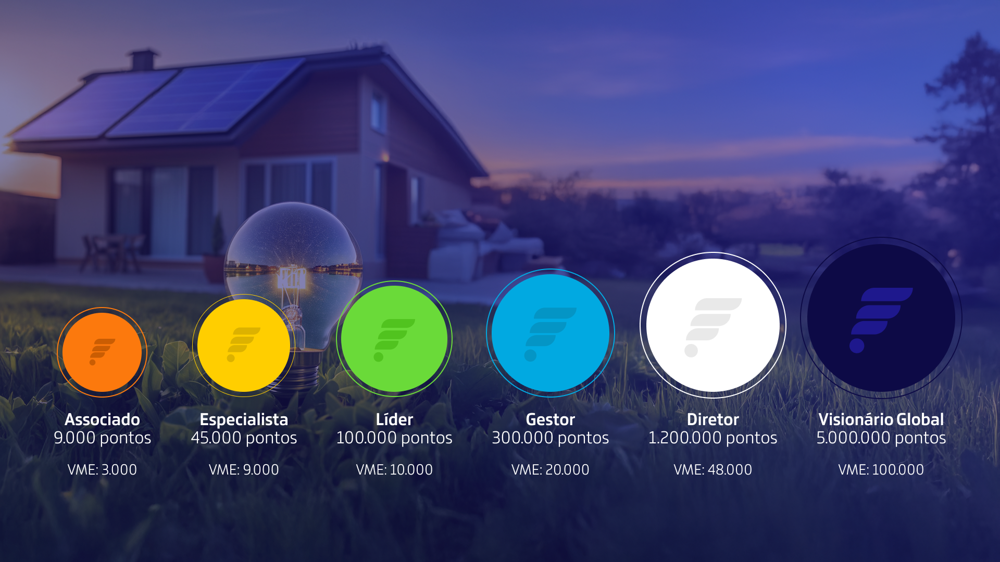 Associado
9.000 pontos
VME: 3.000
Especialista
45.000 pontos
VME: 9.000
Líder
100.000 pontos
VME: 10.000
Gestor
300.000 pontos
VME: 20.000
Diretor
1.200.000 pontos
VME: 48.000
Visionário Global
5.000.000 pontos
VME: 100.000